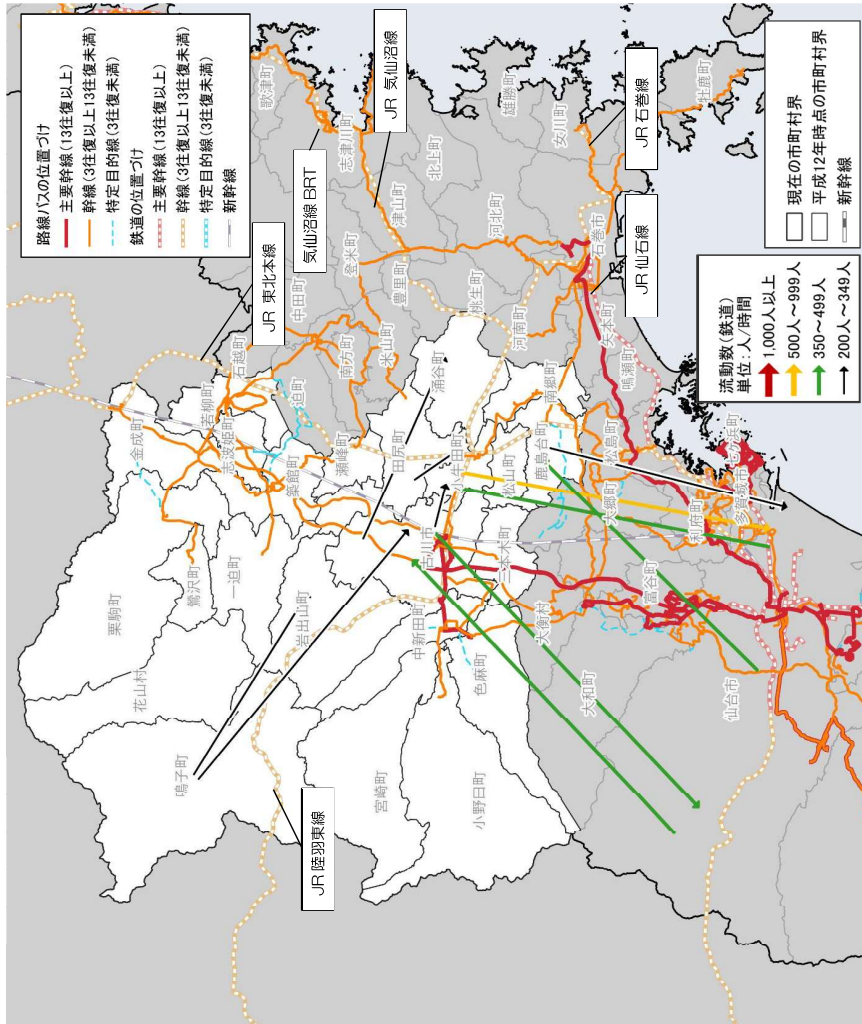 路線バスの位置づけ
主要幹線(13往復以上)
幹線(3往復以上13往復未満)
特定目的線(3往復未満)
鉄道の位置づけ
主要幹線(13往復以上)
幹線(3往復以上13往復未満)
特定目的線(3往復未満)
新幹線
JR 東北本線
気仙沼線 BRT
JR 気仙沼線
JR 石巻線
JR 仙石線
JR 陸羽東線
流動数(鉄道)
単位:人/時間
1,000人以上
500人~999人
350~499人
200人~349人
現在の市町村界
平成12年時点の市町村界
新幹線
歌津町
志津川町
雄勝町
女川町
牡鹿町
北上町
津山町
河北町
石巻市
登米町
豊里町
桃生町
河南町
矢本町
鳴瀬町
中田町
石越町
南方町
米山町
迫町
涌谷町
南郷町
金成町
若柳町
志波姫町
築館町
瀬峰町
田尻町
小牛田町
松山町
鹿島台町
松島町
七ヶ浜町
多賀城市
利府町
大郷町
栗駒町
鶯沢町
一迫町
花山村
岩出山町
古川市
三本木町
富谷町
大衡村
中新田町
色麻町
大和町
仙台市
鳴子町
宮崎町
小野田町